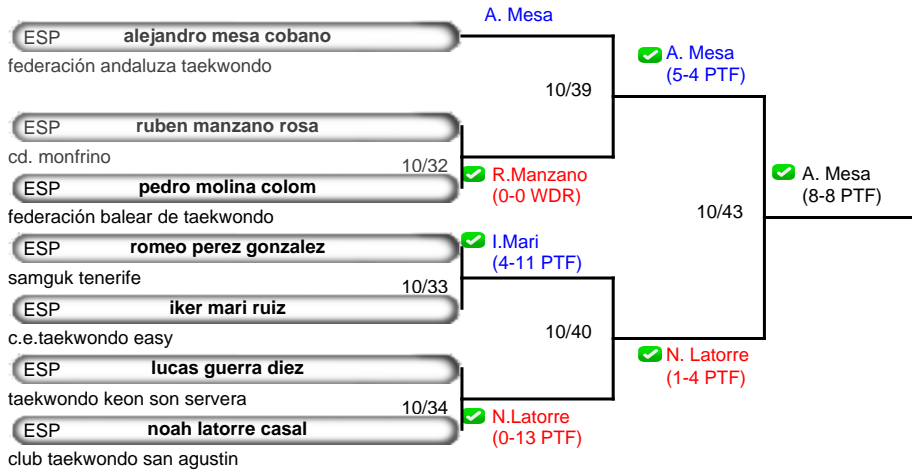 A. Mesa
ESP alejandro mesa cobano
federación andaluza taekwondo
10/39
A. Mesa
(5-4 PTF)
ESP ruben manzano rosa
cd. monfrino
10/32
R.Manzano
(0-0 WDR)
ESP pedro molina colom
federación balear de taekwondo
10/43
A. Mesa
(8-8 PTF)
ESP romeo perez gonzalez
I.Mari
(4-11 PTF)
samguk tenerife
10/33
ESP iker mari ruiz
c.e.taekwondo easy
10/40
N. Latorre
(1-4 PTF)
ESP lucas guerra diez
taekwondo keon son servera
10/34
N.Latorre
(0-13 PTF)
ESP noah latorre casal
club taekwondo san agustin